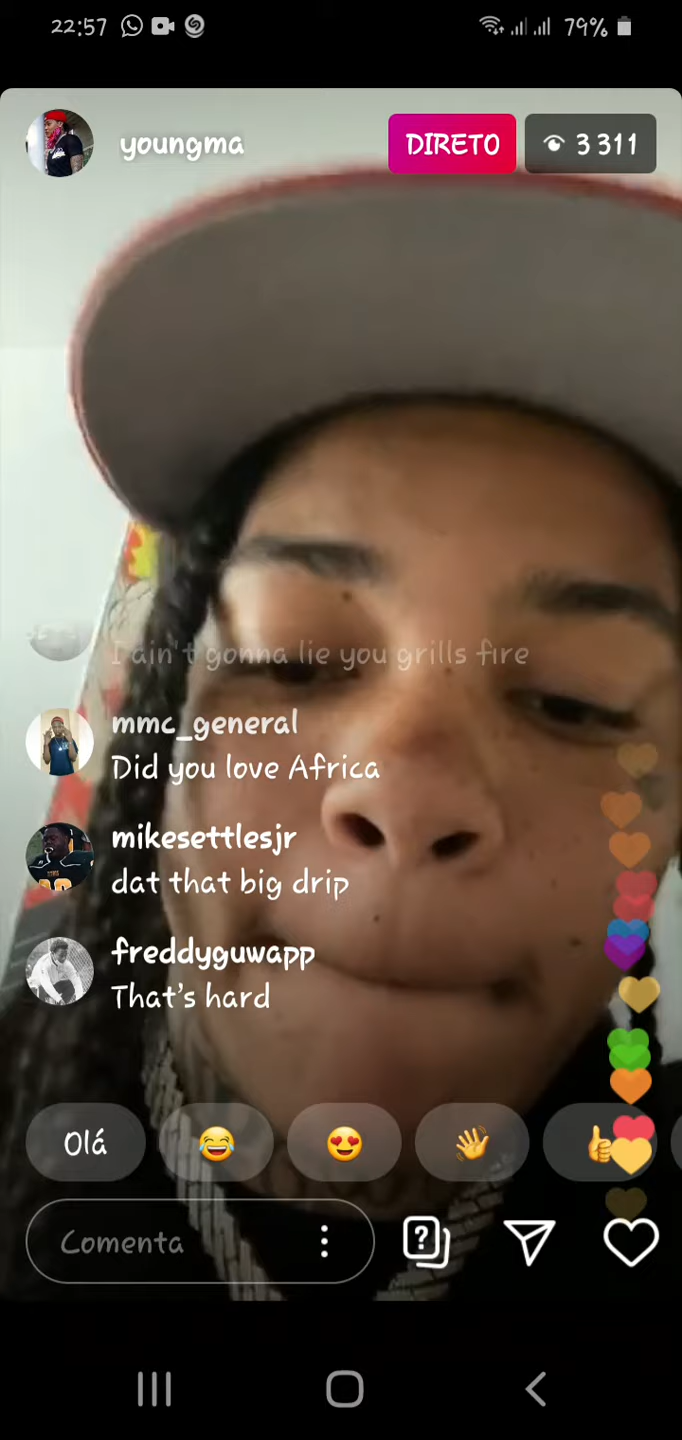 22:57
79%
youngma
DIRETO
3 311
I ain't gonna lie you grills fire
mmc_general
Did you love Africa
mikesettlesjr
dat that big drip
freddyguwapp
That's hard
Olá
Comenta